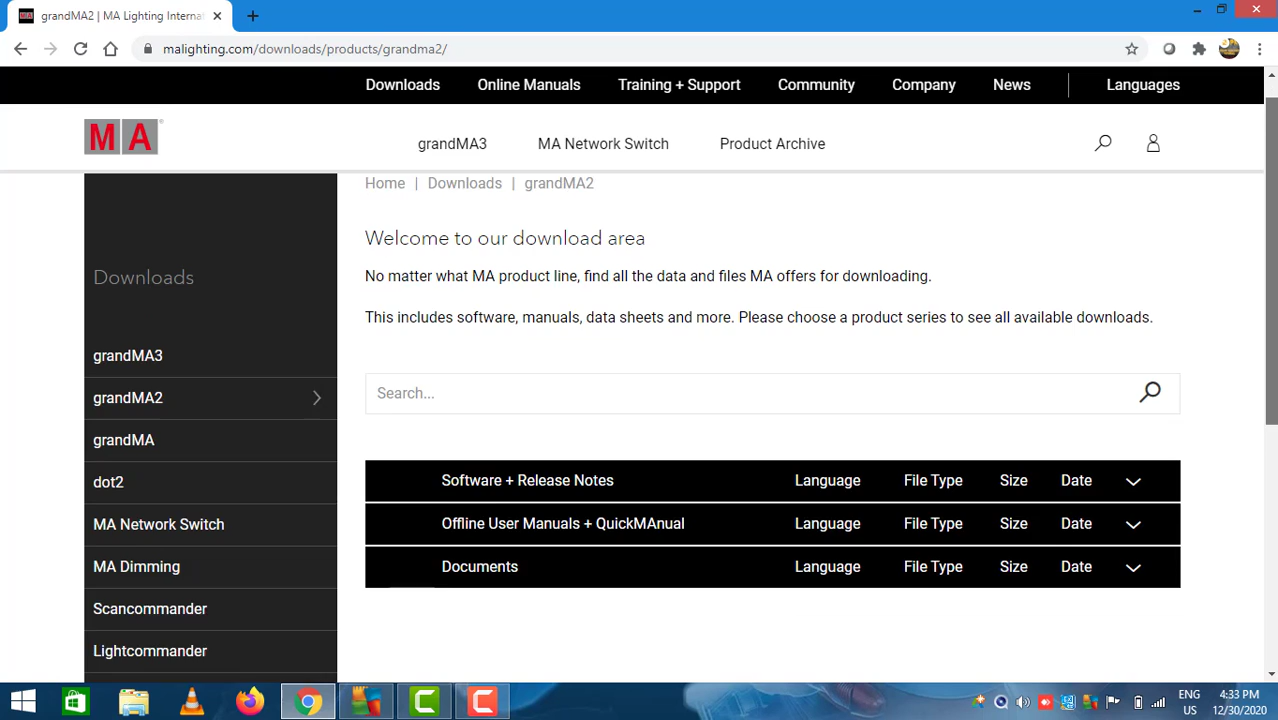 grandMA2 | MA Lighting Interna
malighting.com/downloads/products/grandma2/
Downloads Online Manuals Training + Support Community Company News Languages
MA® grandMA3 MA Network Switch Product Archive
Home | Downloads | grandMA2
Welcome to our download area
No matter what MA product line, find all the data and files MA offers for downloading.
This includes software, manuals, data sheets and more. Please choose a product series to see all available downloads.
Search...
Software + Release Notes Language File Type Size Date
Offline User Manuals + QuickMAnual Language File Type Size Date
Documents Language File Type Size Date
Downloads
grandMA3
grandMA2
grandMA
dot2
MA Network Switch
MA Dimming
Scancommander
Lightcommander
ENG 4:33 PM
US 12/30/2020